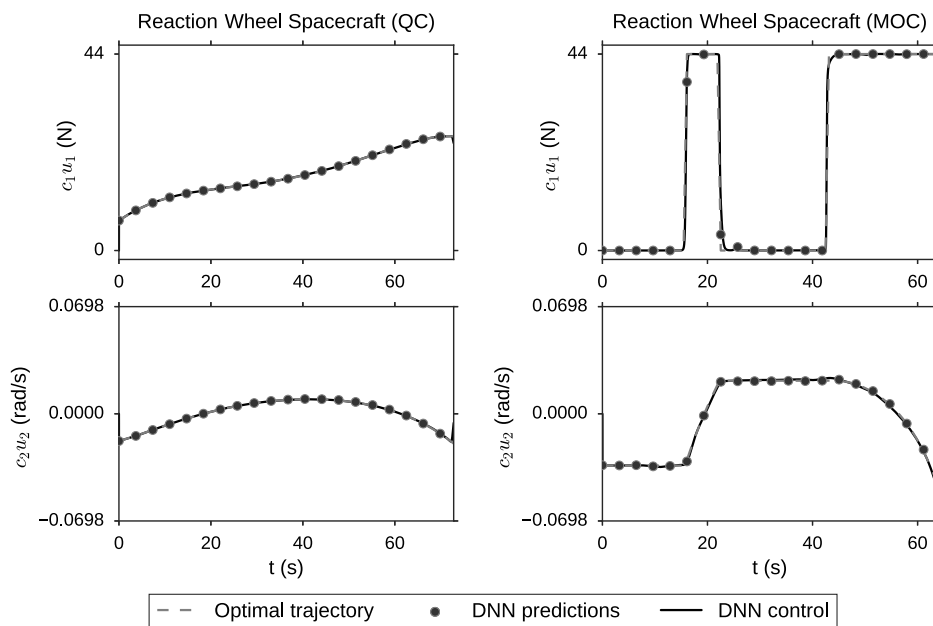 Reaction Wheel Spacecraft (QC)
44
0
c₁u₁ (N)
0 20 40 60
0.0698
0.0000
−0.0698
c₂u₂ (rad/s)
0 20 40 60
t (s)
Reaction Wheel Spacecraft (MOC)
44
0
c₁u₁ (N)
0 20 40 60
0.0698
0.0000
−0.0698
c₂u₂ (rad/s)
0 20 40 60
t (s)
Optimal trajectory DNN predictions DNN control